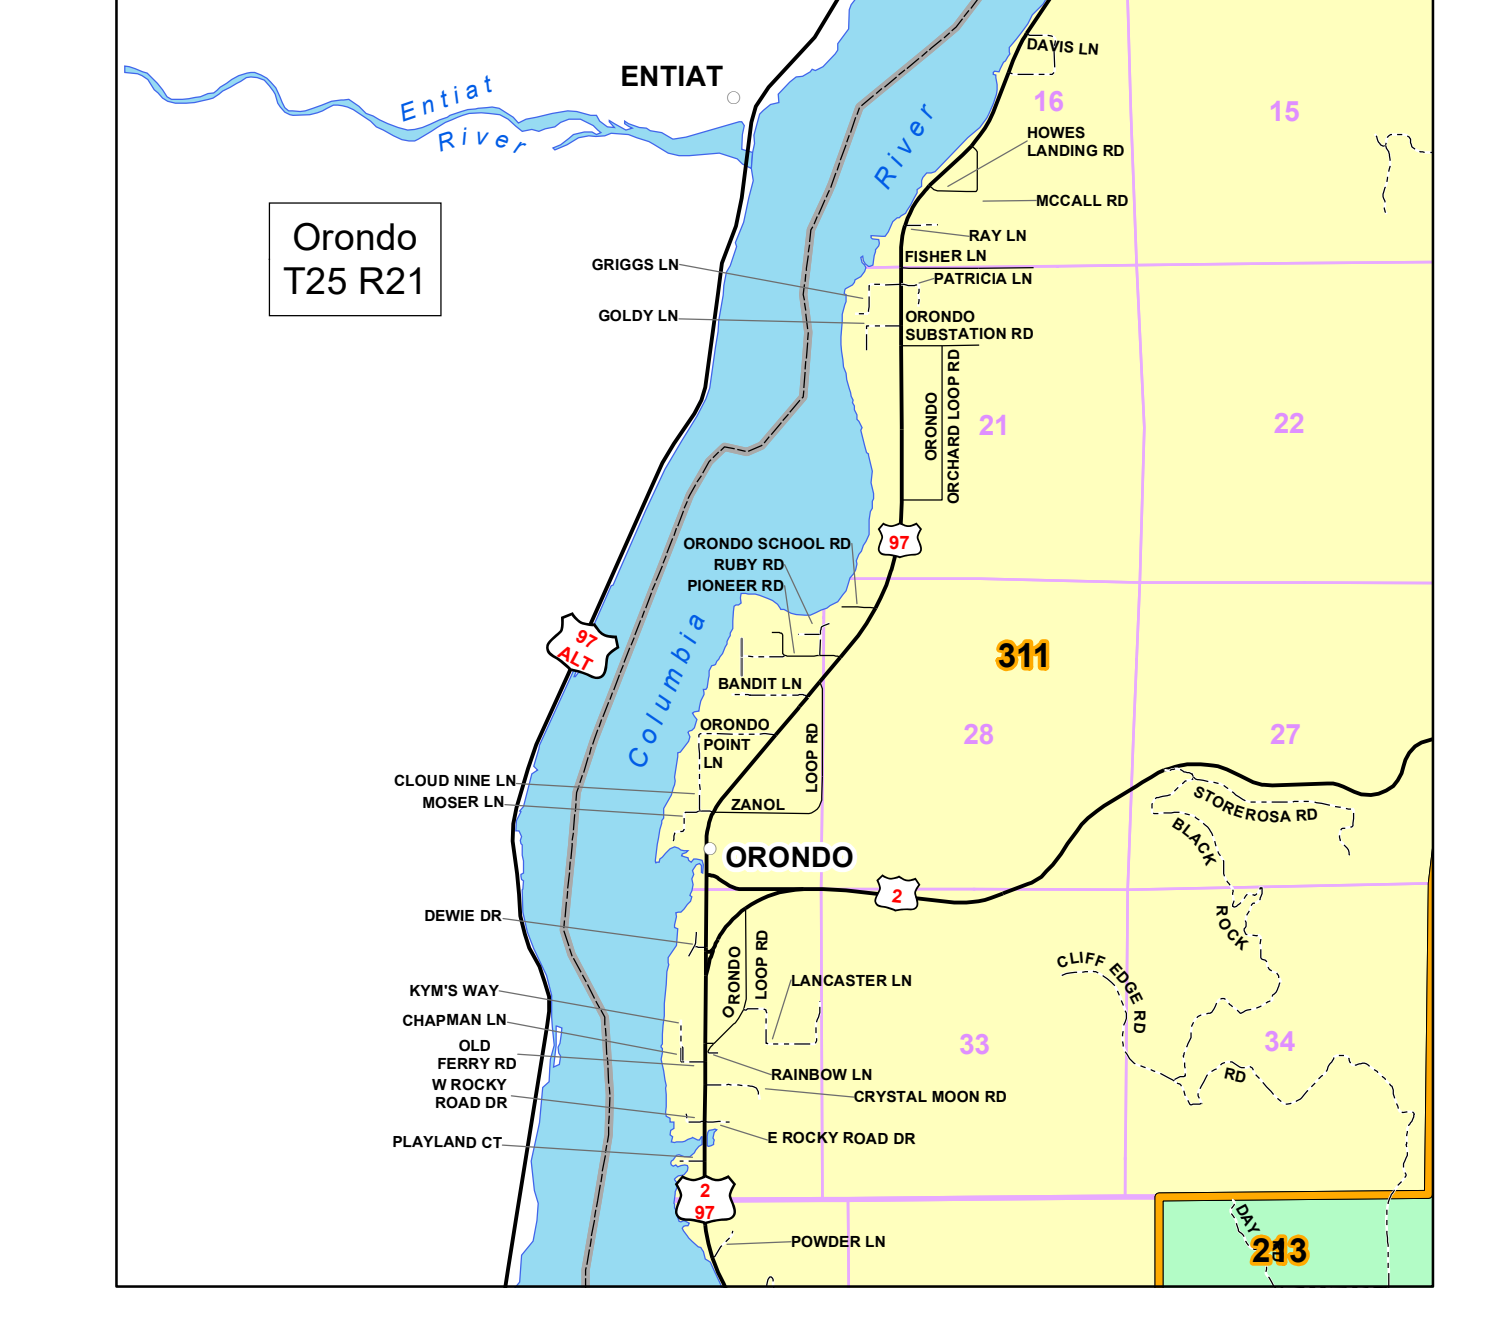 DAVIS LN
ENTIAT
16
15
Entiat
River
River
HOWES
LANDING RD
MCCALL RD
Orondo
T25 R21
RAY LN
FISHER LN
GRIGGS LN
PATRICIA LN
GOLDY LN
ORONDO
SUBSTATION RD
ORONDO
ORCHARD LOOP RD
21
22
97
ORONDO SCHOOL RD
RUBY RD
PIONEER RD
97
ALT
Columbia
311
BANDIT LN
ORONDO
POINT
LN
LOOP RD
28
27
CLOUD NINE LN
MOSER LN
ZANOL
STOREROSA RD
BLACK
ORONDO
2
DEWIE DR
ROCK
ORONDO
LOOP RD
CLIFF EDGE RD
LANCASTER LN
KYM'S WAY
CHAPMAN LN
OLD
FERRY RD
33
34
RD
W ROCKY
ROAD DR
RAINBOW LN
CRYSTAL MOON RD
PLAYLAND CT
E ROCKY ROAD DR
2
97
DAY
POWDER LN
213